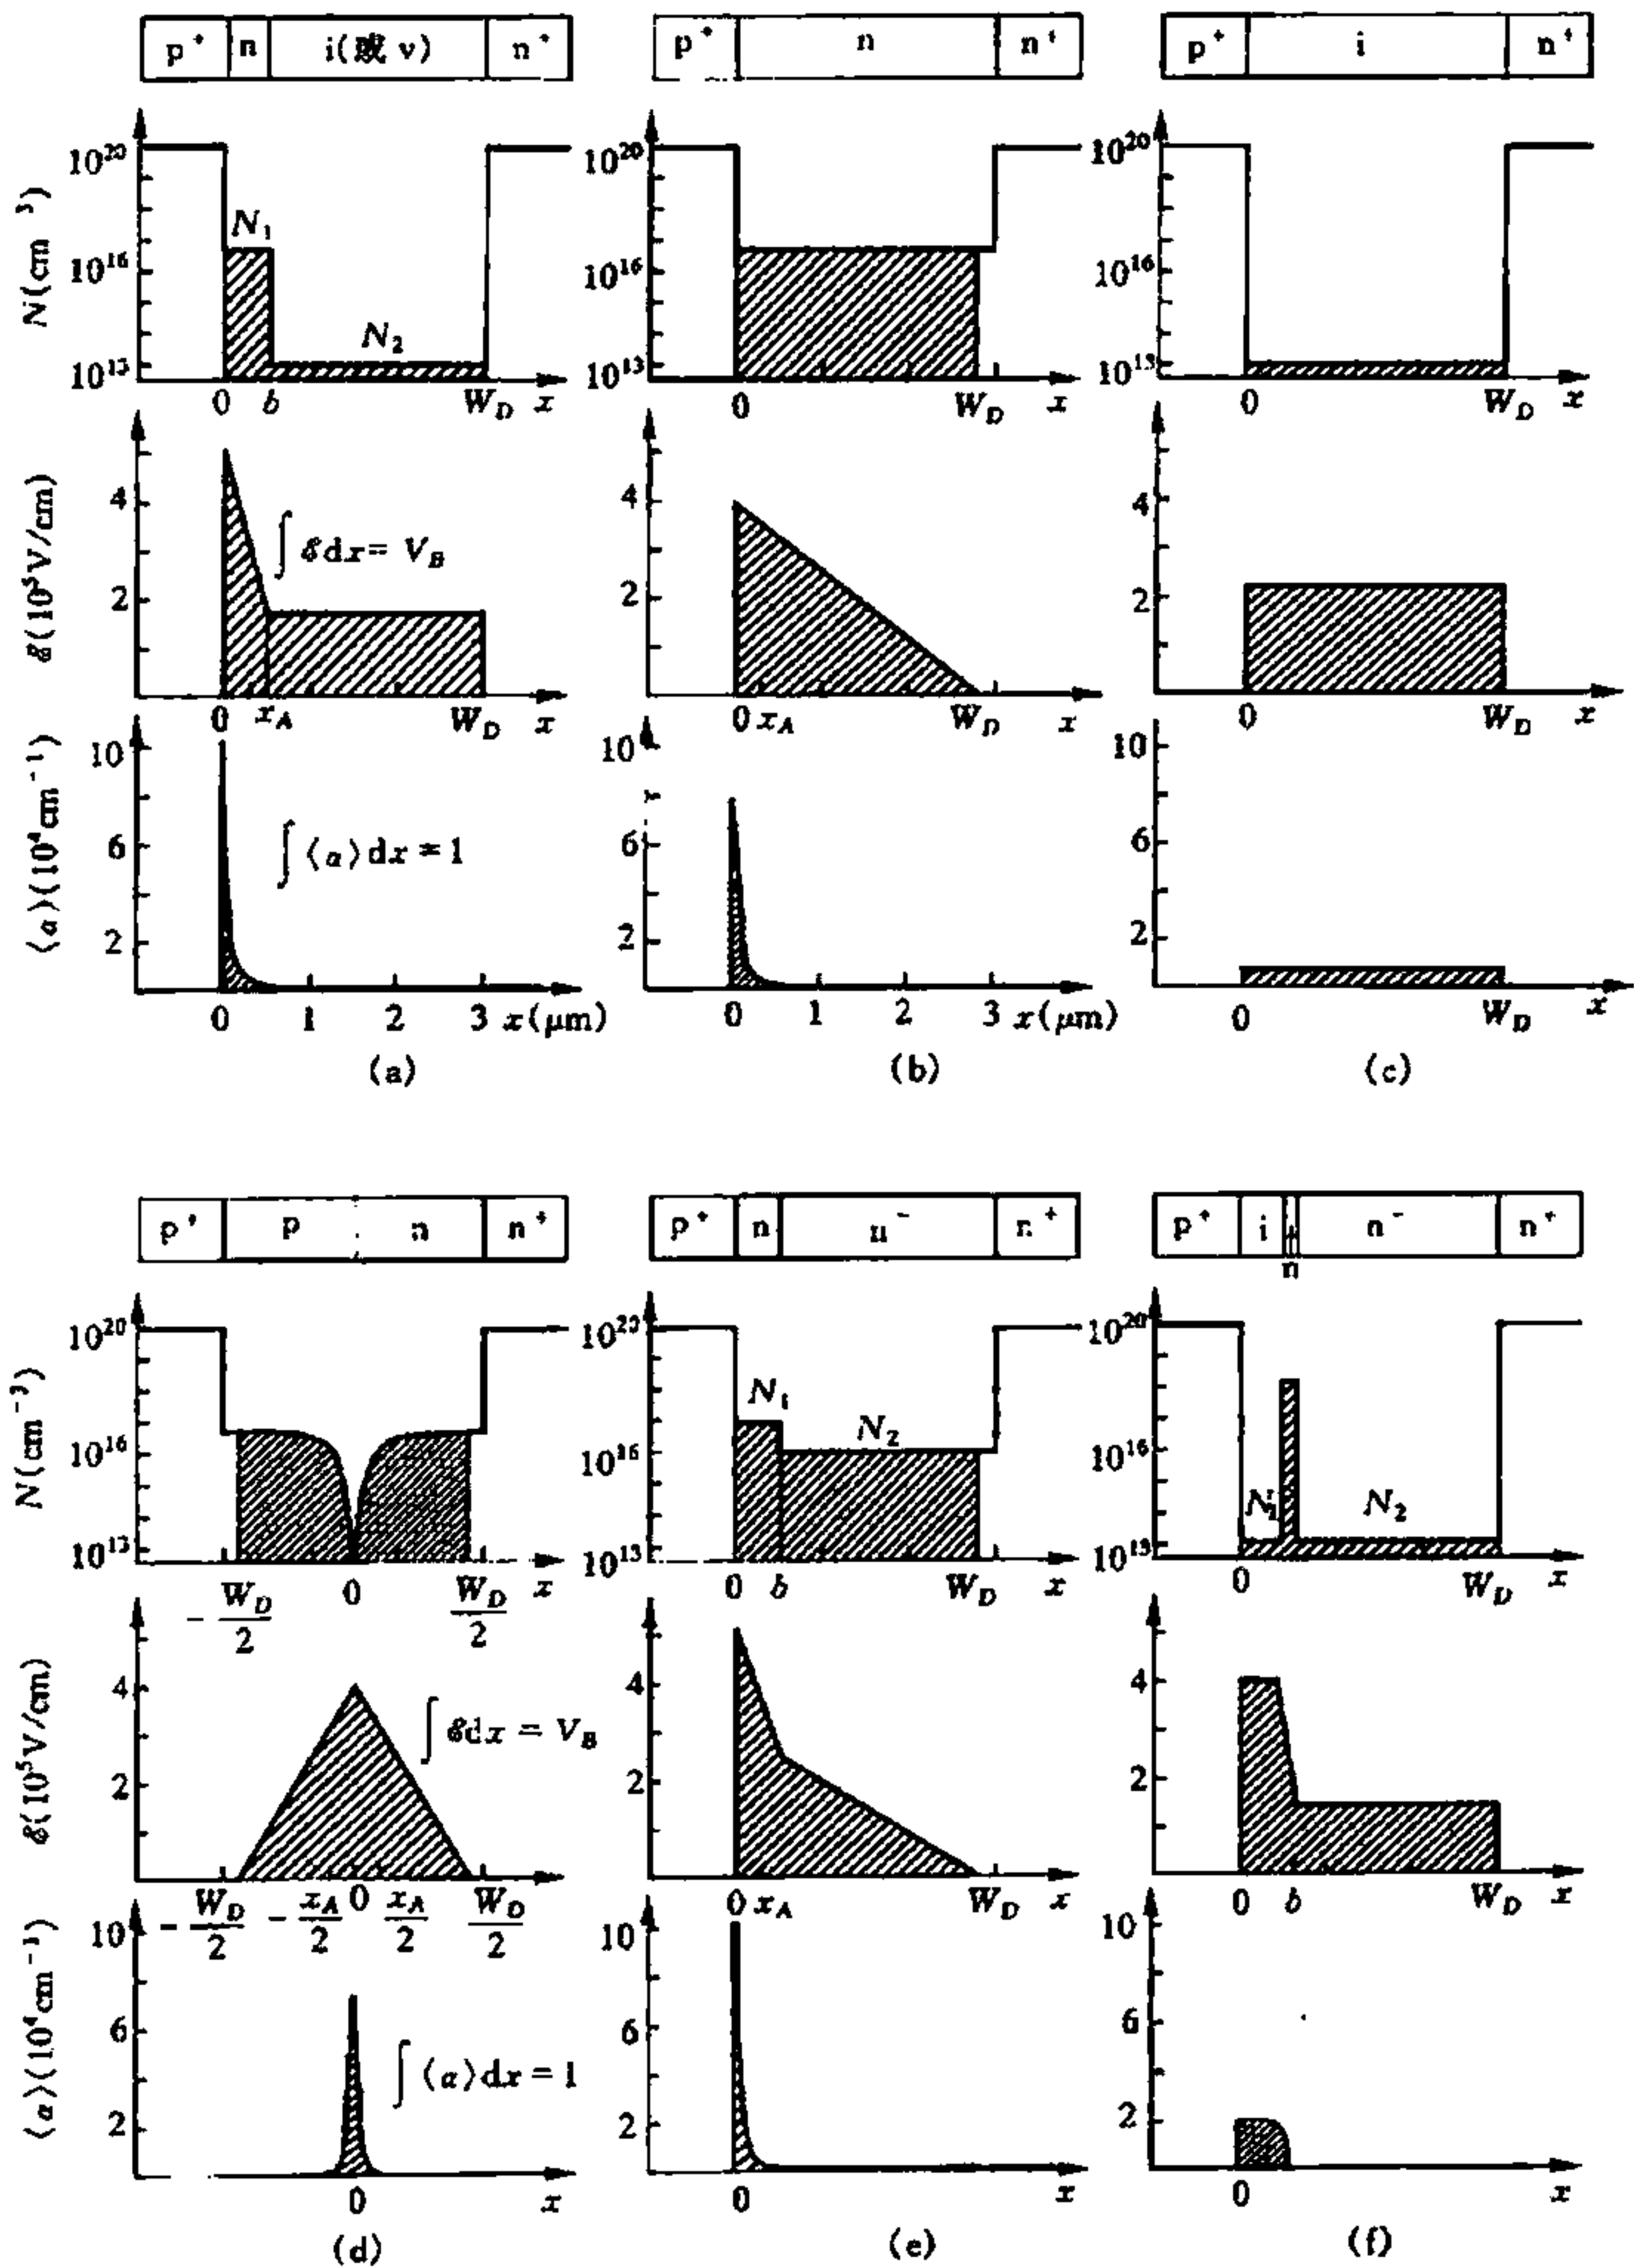 p⁺ n i(或 ν) n⁺
p⁺ n n⁺
p⁺ i n⁺
N(cm⁻³)
10²⁰ 10¹⁶ 10¹³
N₁ N₂
0 b W_D x
10²⁰ 10¹⁶ 10¹³
0 W_D x
10²⁰ 10¹⁶ 10¹³
0 W_D x
ℰ(10⁵V/cm)
4 2
∫ℰdx = V_B
0 x_A W_D x
4 2
0 x_A W_D x
4 2
0 W_D x
⟨α⟩(10⁴cm⁻¹)
10 6 2
∫⟨α⟩dx = 1
0 1 2 3 x(μm)
10 6 2
0 1 2 3 x(μm)
10 6 2
0 W_D x
(a) (b) (c)
p⁺ p n n⁺
p⁺ n n⁻ n⁺
p⁺ i n n⁻ n⁺
N(cm⁻³)
10²⁰ 10¹⁶ 10¹³
-W_D/2 0 W_D/2 x
10²⁰ 10¹⁶ 10¹³
N₁ N₂
0 b W_D x
10²⁰ 10¹⁶ 10¹³
N₁ N₂
0 W_D x
ℰ(10⁵V/cm)
4 2
∫ℰdx = V_B
-W_D/2 -x_A/2 0 x_A/2 W_D/2
4 2
0 x_A W_D x
4 2
0 b W_D x
⟨α⟩(10⁴cm⁻³)
10 6 2
∫⟨α⟩dx = 1
0 x
10 6 2
0 x
10 6 2
0 x
(d) (e) (f)